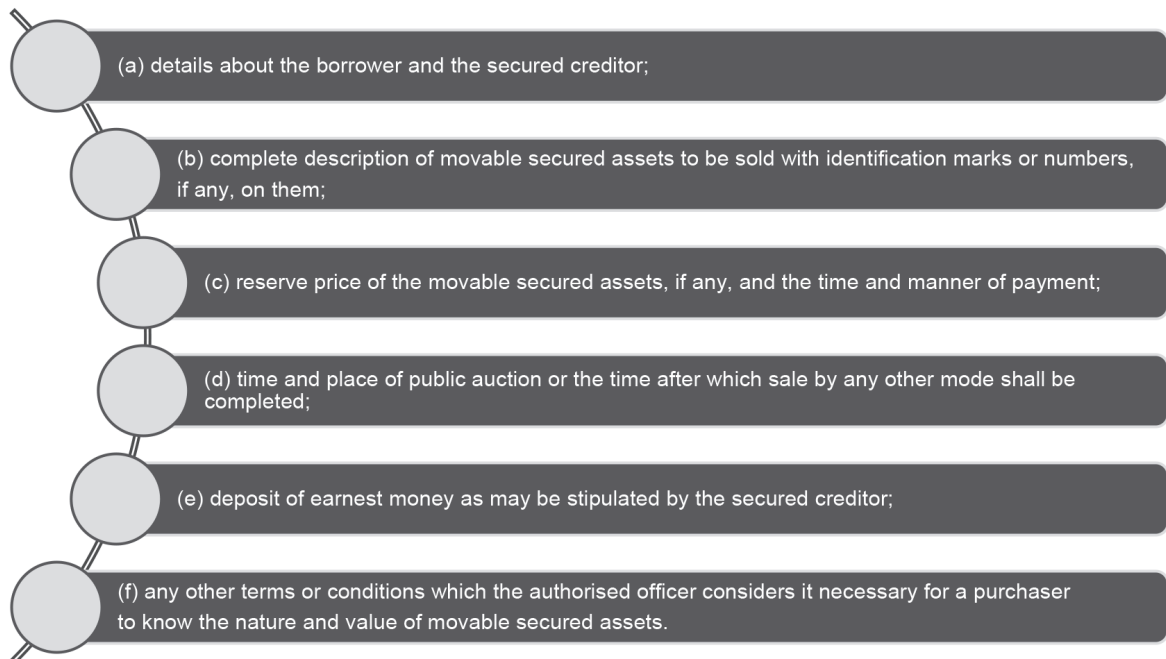 (a) details about the borrower and the secured creditor;
(b) complete description of movable secured assets to be sold with identification marks or numbers,
if any, on them;
(c) reserve price of the movable secured assets, if any, and the time and manner of payment;
(d) time and place of public auction or the time after which sale by any other mode shall be
completed;
(e) deposit of earnest money as may be stipulated by the secured creditor;
(f) any other terms or conditions which the authorised officer considers it necessary for a purchaser
to know the nature and value of movable secured assets.